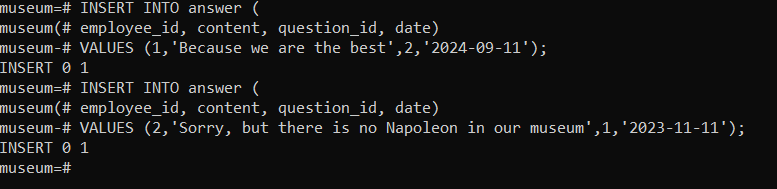 museum=# INSERT INTO answer (
museum(# employee_id, content, question_id, date)
museum-# VALUES (1,'Because we are the best',2,'2024-09-11');
INSERT 0 1
museum=# INSERT INTO answer (
museum(# employee_id, content, question_id, date)
museum-# VALUES (2,'Sorry, but there is no Napoleon in our museum',1,'2023-11-11');
INSERT 0 1
museum=#